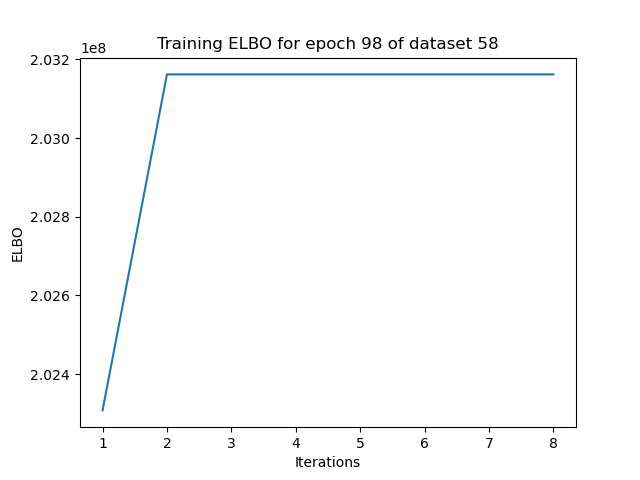 Training ELBO for epoch 98 of dataset 58
1e8
2.032
2.030
2.028
2.026
2.024
ELBO
1 2 3 4 5 6 7 8
Iterations